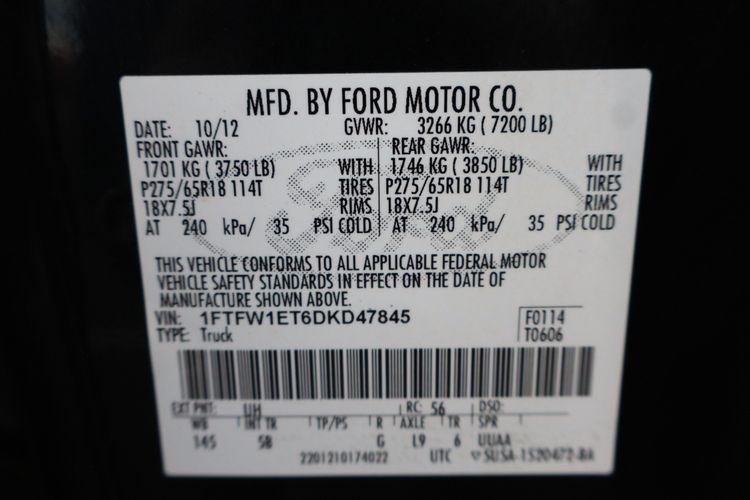 MFD. BY FORD MOTOR CO.
DATE: 10/12 GVWR: 3266 KG ( 7200 LB)
FRONT GAWR: REAR GAWR:
1701 KG ( 3750 LB) WITH 1746 KG ( 3850 LB) WITH
P275/65R18 114T TIRES P275/65R18 114T TIRES
18X7.5J RIMS 18X7.5J RIMS
AT 240 kPa/ 35 PSI COLD AT 240 kPa/ 35 PSI COLD
Ford
THIS VEHICLE CONFORMS TO ALL APPLICABLE FEDERAL MOTOR
VEHICLE SAFETY STANDARDS IN EFFECT ON THE DATE OF
MANUFACTURE SHOWN ABOVE.
VIN: 1FTFW1ET6DKD47845 F0114
TYPE: Truck T0606
EXT PNT: UH RC: 56 DSO:
WB INT TR TP/PS R AXLE TR SPR
145 SB G L9 6 UUAA
2201210174022 UTC SUSA-1520472-BA